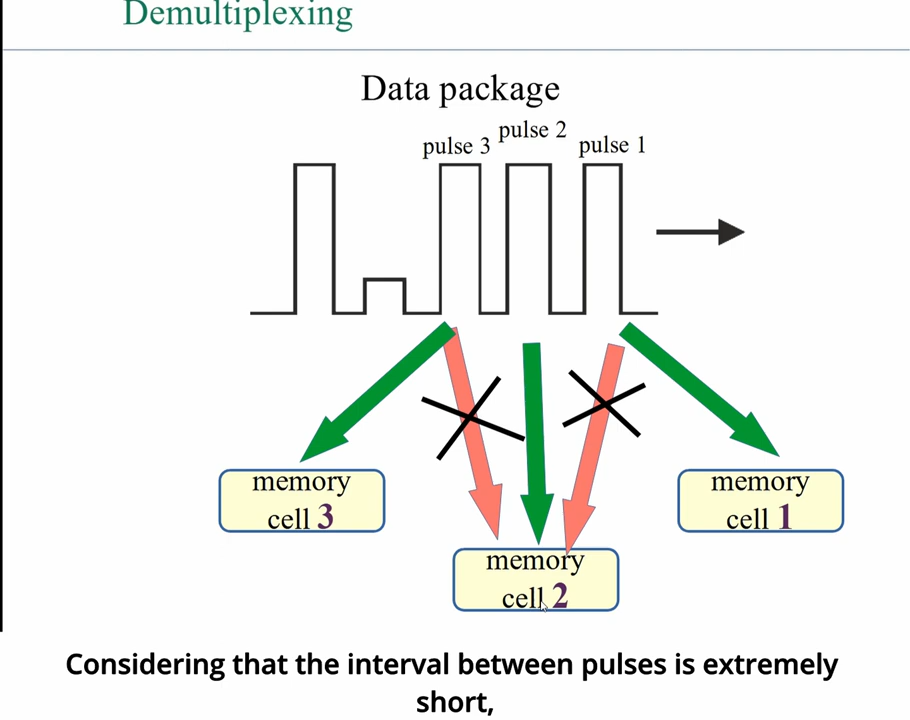 Demultiplexing
Data package
pulse 3 pulse 2 pulse 1
memory
cell 3
memory
cell 1
memory
cell 2
Considering that the interval between pulses is extremely
short,